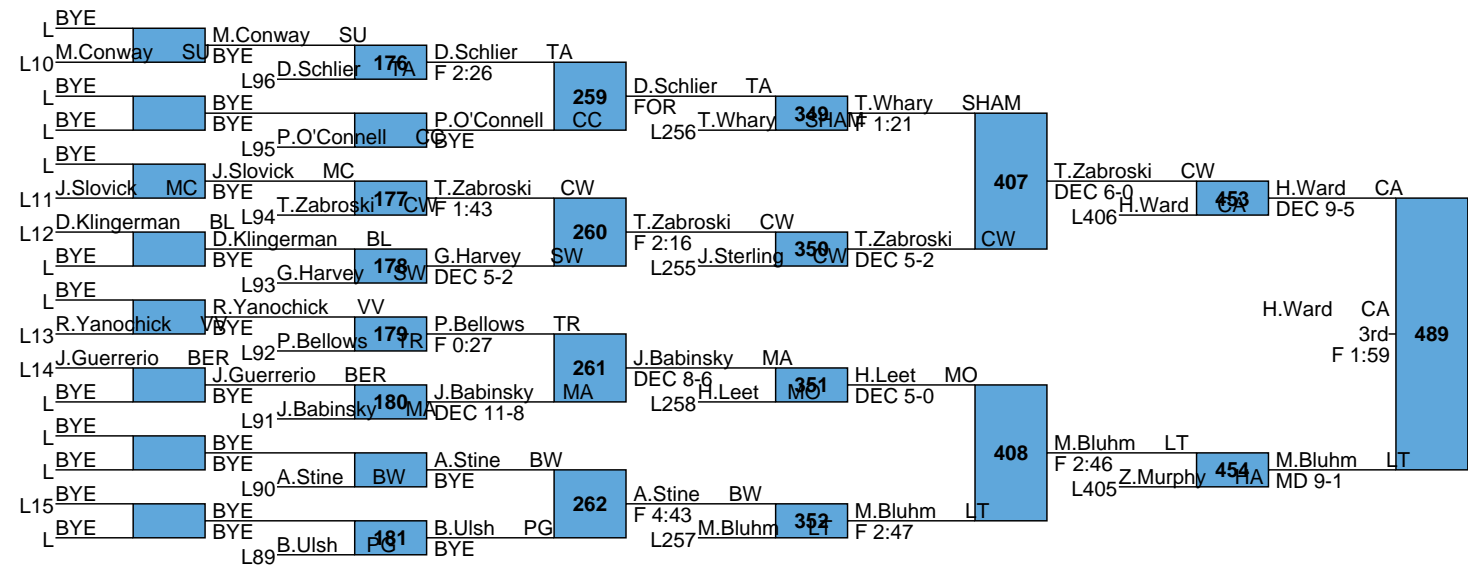 BYE
L
M.Conway SU
L10
M.Conway SU
BYE
176
D.Schlier TA
L96
D.Schlier TA
F 2:26
259
BYE
L
BYE
L
BYE
BYE
P.O'Connell CC
L95
P.O'Connell CC
BYE
D.Schlier TA
FOR
349
T.Whary SHAM
L256
T.Whary SHAM
F 1:21
407
BYE
L
J.Slovick MC
L11
J.Slovick MC
BYE
177
T.Zabroski CW
L94
T.Zabroski CW
F 1:43
260
D.Klingerman BL
L12
BYE
L
D.Klingerman BL
BYE
178
G.Harvey SW
L93
G.Harvey SW
DEC 5-2
T.Zabroski CW
F 2:16
350
J.Sterling CW
L255
T.Zabroski CW
DEC 5-2
T.Zabroski CW
DEC 6-0
453
H.Ward CA
L406
H.Ward CA
DEC 9-5
BYE
L
R.Yanochick VV
L13
R.Yanochick VV
BYE
179
P.Bellows TR
L92
P.Bellows TR
F 0:27
261
J.Guerrerio BER
L14
BYE
L
J.Guerrerio BER
BYE
180
J.Babinsky MA
L91
J.Babinsky MA
DEC 11-8
J.Babinsky MA
DEC 8-6
351
H.Leet MO
L258
H.Leet MO
DEC 5-0
408
BYE
L
BYE
L
BYE
BYE
A.Stine BW
L90
A.Stine BW
BYE
262
BYE
L15
BYE
L
BYE
BYE
181
B.Ulsh PG
L89
B.Ulsh PG
BYE
A.Stine BW
F 4:43
352
M.Bluhm LT
L257
M.Bluhm LT
F 2:47
M.Bluhm LT
F 2:46
454
Z.Murphy HA
L405
M.Bluhm LT
MD 9-1
H.Ward CA
3rd
F 1:59
489